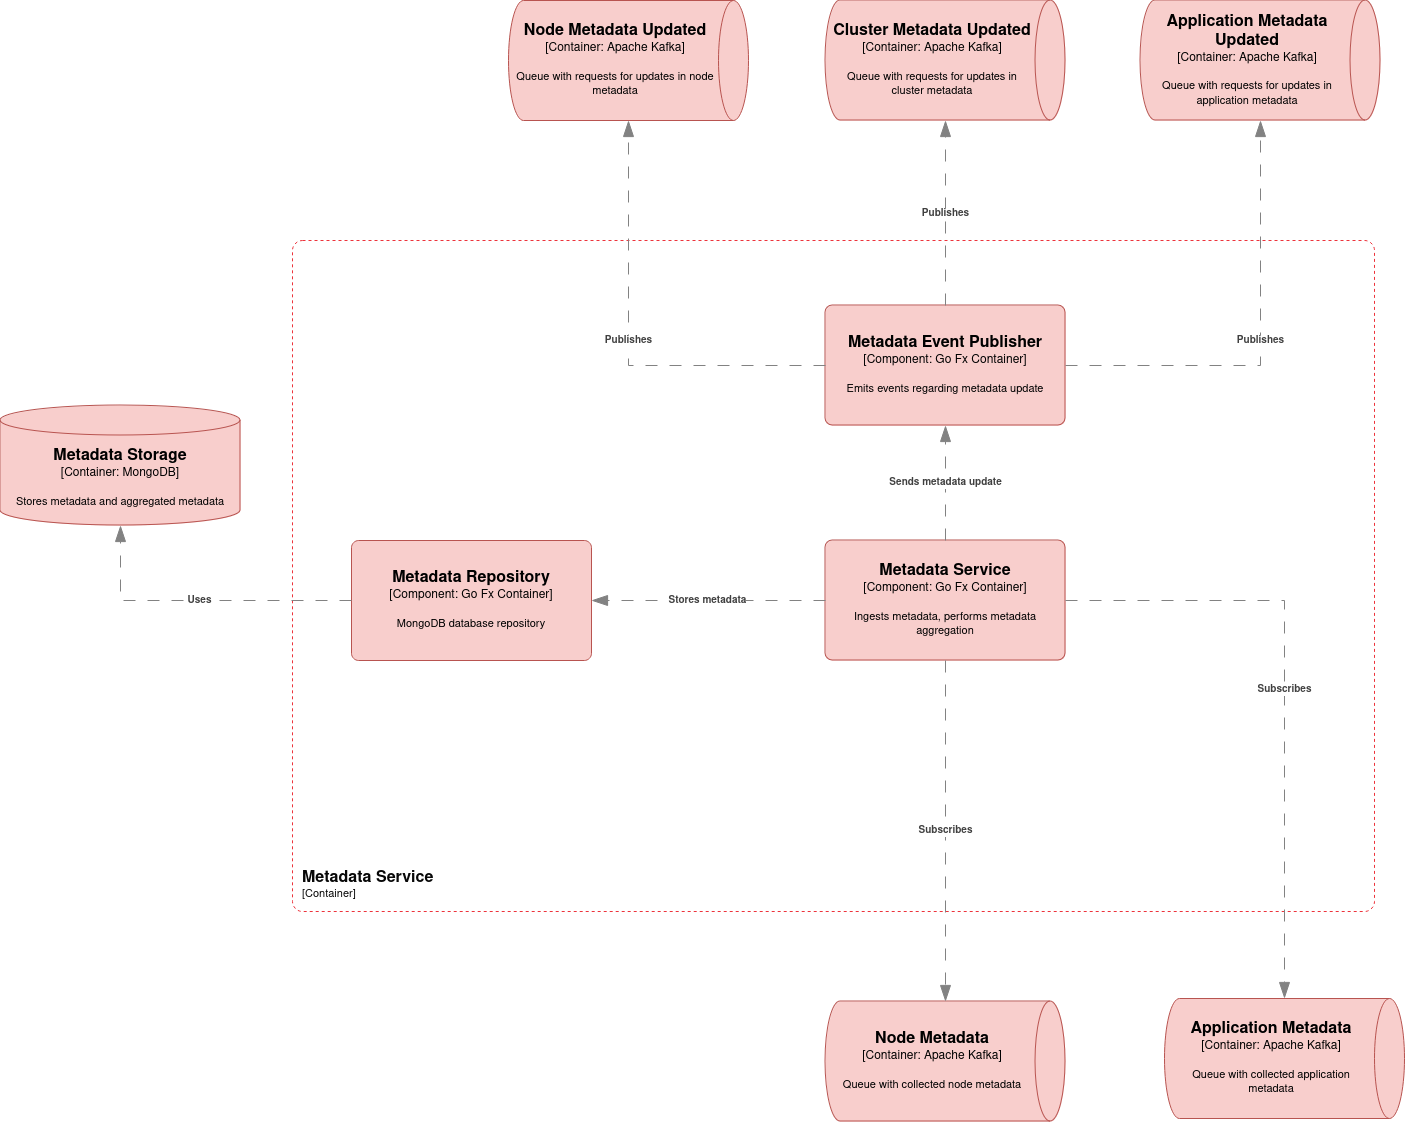 Node Metadata Updated
[Container: Apache Kafka]
Queue with requests for updates in node
metadata
Cluster Metadata Updated
[Container: Apache Kafka]
Queue with requests for updates in
cluster metadata
Application Metadata
Updated
[Container: Apache Kafka]
Queue with requests for updates in
application metadata
Publishes
Publishes
Publishes
Metadata Event Publisher
[Component: Go Fx Container]
Emits events regarding metadata update
Metadata Storage
[Container: MongoDB]
Stores metadata and aggregated metadata
Sends metadata update
Metadata Repository
[Component: Go Fx Container]
MongoDB database repository
Metadata Service
[Component: Go Fx Container]
Ingests metadata, performs metadata
aggregation
Uses
Stores metadata
Subscribes
Subscribes
Metadata Service
[Container]
Node Metadata
[Container: Apache Kafka]
Queue with collected node metadata
Application Metadata
[Container: Apache Kafka]
Queue with collected application
metadata